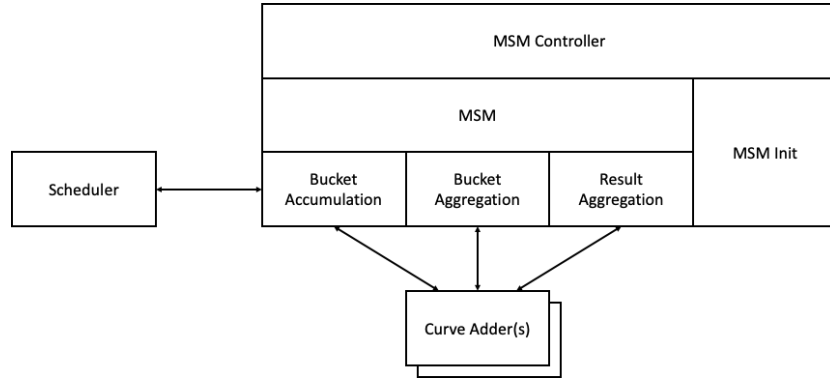 MSM Controller
MSM
MSM Init
Scheduler
Bucket
Accumulation
Bucket
Aggregation
Result
Aggregation
Curve Adder(s)